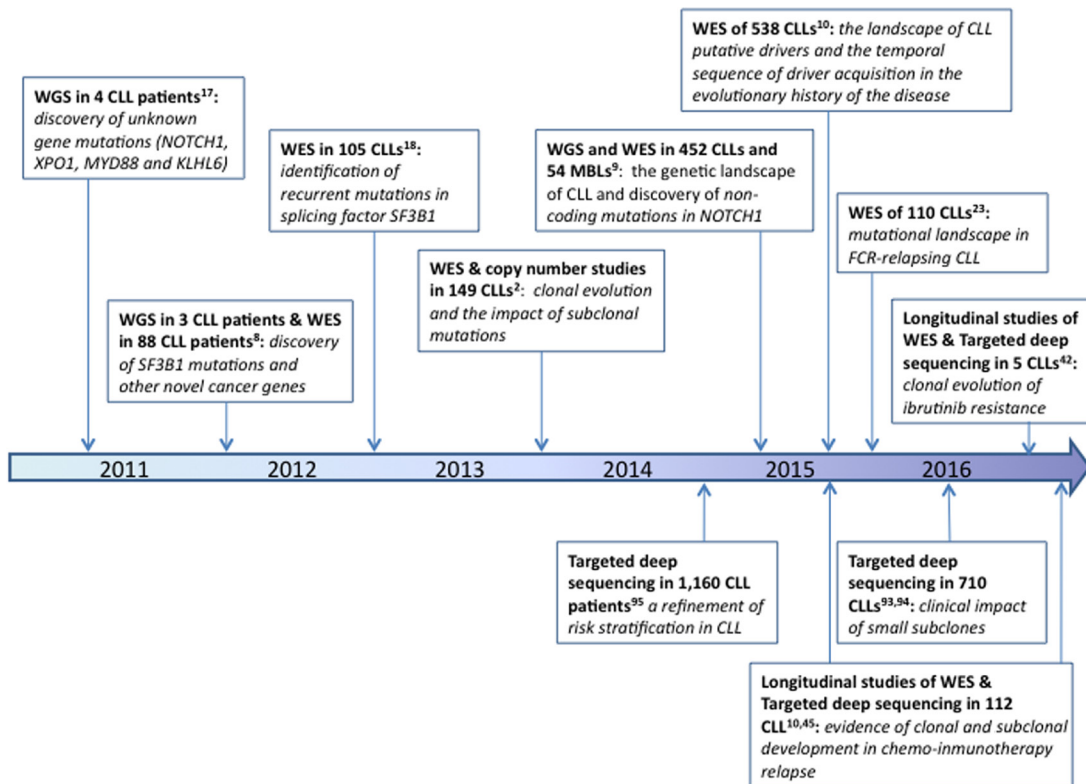 WES of 538 CLLs¹⁰: the landscape of CLL
putative drivers and the temporal
sequence of driver acquisition in the
evolutionary history of the disease
WGS in 4 CLL patients¹⁷:
discovery of unknown
gene mutations (NOTCH1,
XPO1, MYD88 and KLHL6)
WES in 105 CLLs¹⁸:
identification of
recurrent mutations in
splicing factor SF3B1
WGS and WES in 452 CLLs and
54 MBLs⁹: the genetic landscape
of CLL and discovery of non-
coding mutations in NOTCH1
WES of 110 CLLs²³:
mutational landscape in
FCR-relapsing CLL
WES & copy number studies
in 149 CLLs²: clonal evolution
and the impact of subclonal
mutations
WGS in 3 CLL patients & WES
in 88 CLL patients⁸: discovery
of SF3B1 mutations and
other novel cancer genes
Longitudinal studies of
WES & Targeted deep
sequencing in 5 CLLs⁴²:
clonal evolution of
ibrutinib resistance
2011 2012 2013 2014 2015 2016
Targeted deep
sequencing in 1,160 CLL
patients⁹⁵ a refinement of
risk stratification in CLL
Targeted deep
sequencing in 710
CLLs⁹³,⁹⁴: clinical impact
of small subclones
Longitudinal studies of WES &
Targeted deep sequencing in 112
CLL¹⁰,⁴⁵: evidence of clonal and subclonal
development in chemo-inmunotherapy
relapse